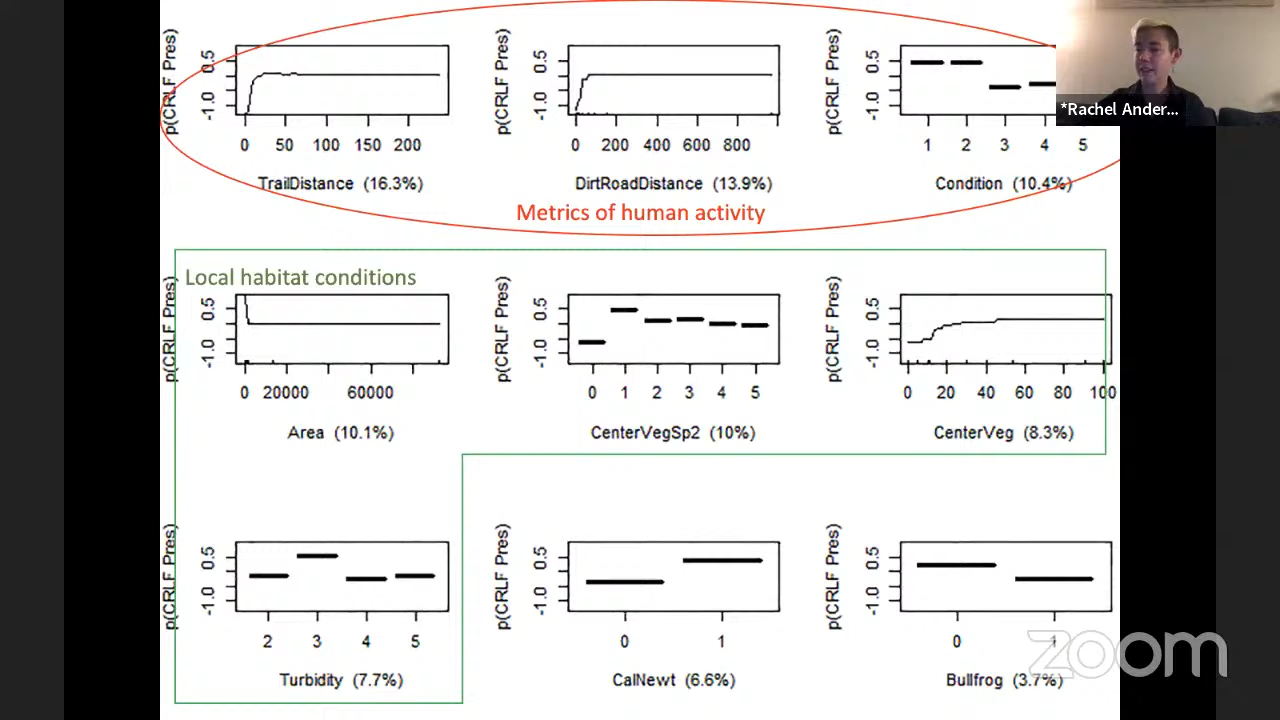 p(CRLF Pres)
-1.0 0.5
0 50 100 150 200
TrailDistance (16.3%)
p(CRLF Pres)
-1.0 0.5
0 200 400 600 800
DirtRoadDistance (13.9%)
p(CRLF Pres)
-1.0 0.5
1 2 3 4 5
Condition (10.4%)
*Rachel Ander...
Metrics of human activity
Local habitat conditions
p(CRLF Pres)
-1.0 0.5
0 20000 60000
Area (10.1%)
p(CRLF Pres)
-1.0 0.5
0 1 2 3 4 5
CenterVegSp2 (10%)
p(CRLF Pres)
-1.0 0.5
0 20 40 60 80 100
CenterVeg (8.3%)
p(CRLF Pres)
-1.0 0.5
2 3 4 5
Turbidity (7.7%)
p(CRLF Pres)
-1.0 0.5
0 1
CalNewt (6.6%)
p(CRLF Pres)
-1.0 0.5
0 1
Bullfrog (3.7%)
zoom